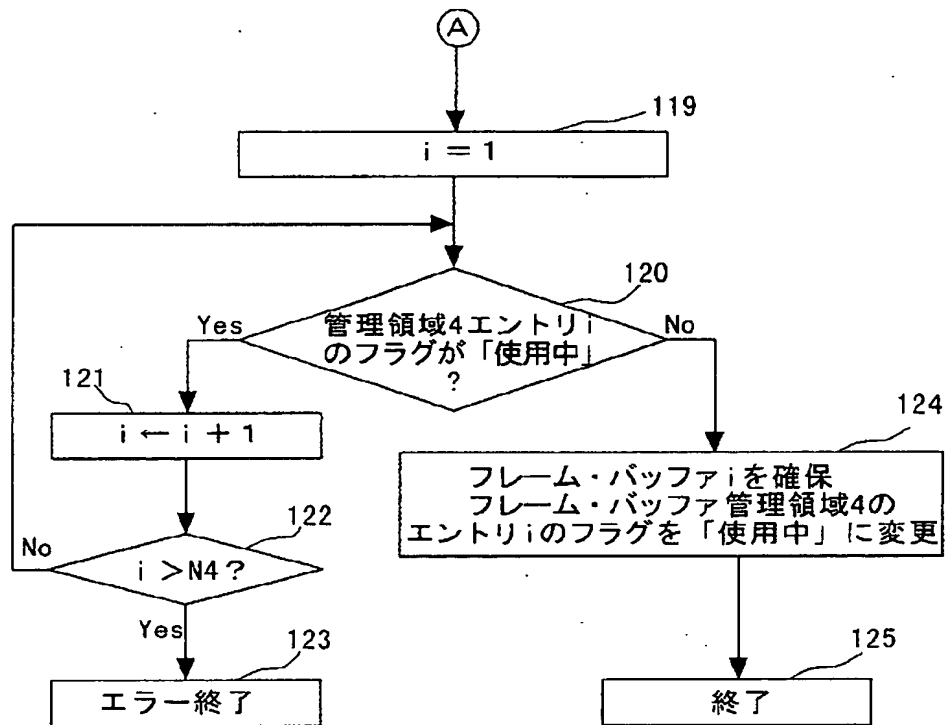 A
119
i = 1
120
管理領域4エントリi
のフラグが「使用中」
?
Yes
No
121
i ← i + 1
122
i > N4?
No
Yes
123
エラー終了
124
フレーム・バッファiを確保
フレーム・バッファ管理領域4の
エントリiのフラグを「使用中」に変更
125
終了